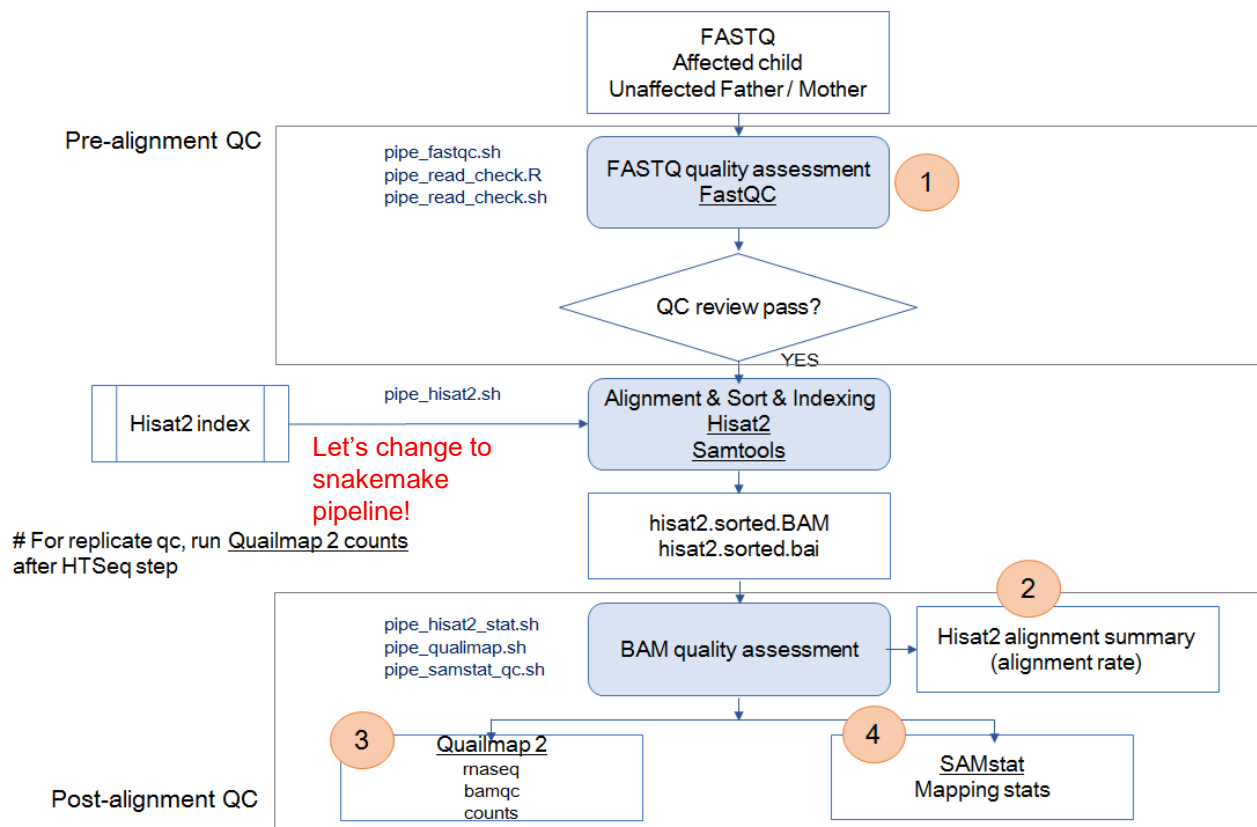 FASTQ
Affected child
Unaffected Father / Mother
Pre-alignment QC
pipe_fastqc.sh
pipe_read_check.R
pipe_read_check.sh
FASTQ quality assessment
FastQC
1
QC review pass?
YES
Hisat2 index
pipe_hisat2.sh
Alignment & Sort & Indexing
Hisat2
Samtools
Let's change to
snakemake
pipeline!
hisat2.sorted.BAM
hisat2.sorted.bai
# For replicate qc, run Quailmap 2 counts
after HTSeq step
pipe_hisat2_stat.sh
pipe_qualimap.sh
pipe_samstat_qc.sh
BAM quality assessment
2
Hisat2 alignment summary
(alignment rate)
3
Quailmap 2
rnaseq
bamqc
counts
4
SAMstat
Mapping stats
Post-alignment QC